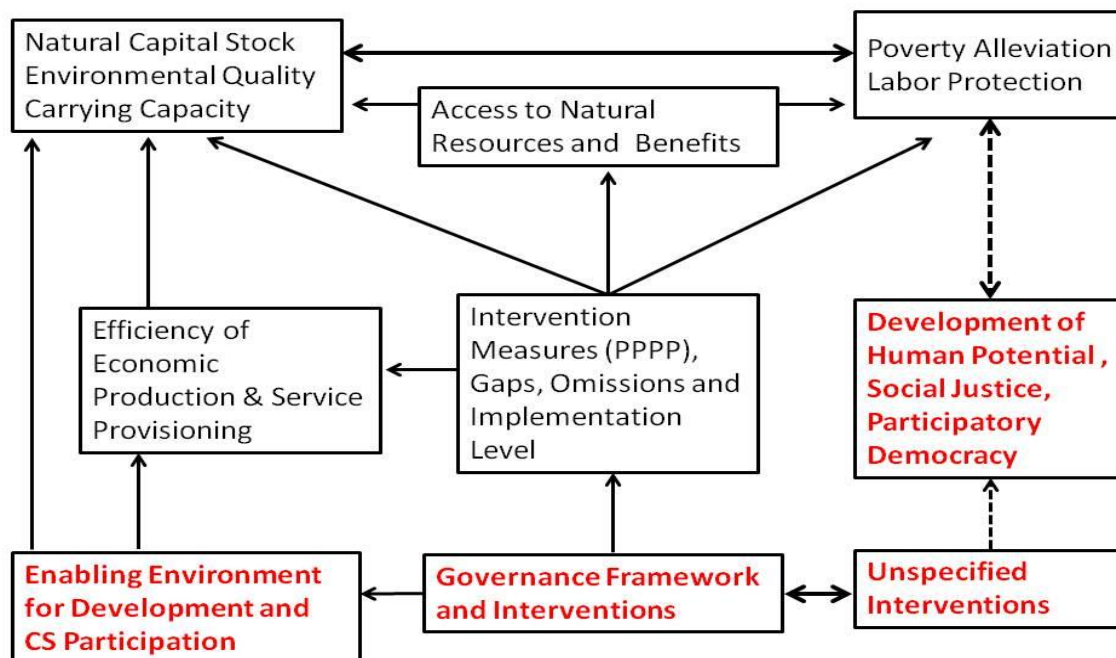 Natural Capital Stock
Environmental Quality
Carrying Capacity
Poverty Alleviation
Labor Protection
Access to Natural
Resources and Benefits
Efficiency of
Economic
Production & Service
Provisioning
Intervention
Measures (PPPP),
Gaps, Omissions and
Implementation
Level
Development of
Human Potential ,
Social Justice,
Participatory
Democracy
Enabling Environment
for Development and
CS Participation
Governance Framework
and Interventions
Unspecified
Interventions